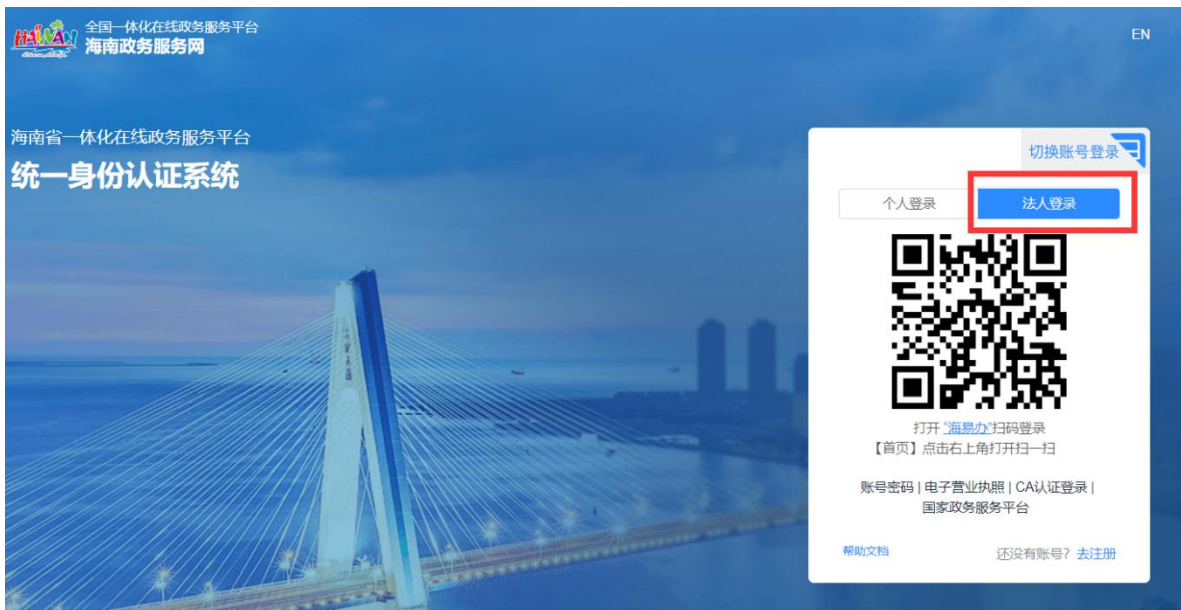 HAINAN
全国一体化在线政务服务平台
海南政务服务网
EN
海南省一体化在线政务服务平台
统一身份认证系统
切换账号登录
个人登录
法人登录
打开 "海易办"扫码登录
【首页】点击右上角打开扫一扫
账号密码 | 电子营业执照 | CA认证登录 |
国家政务服务平台
帮助文档
还没有账号？去注册